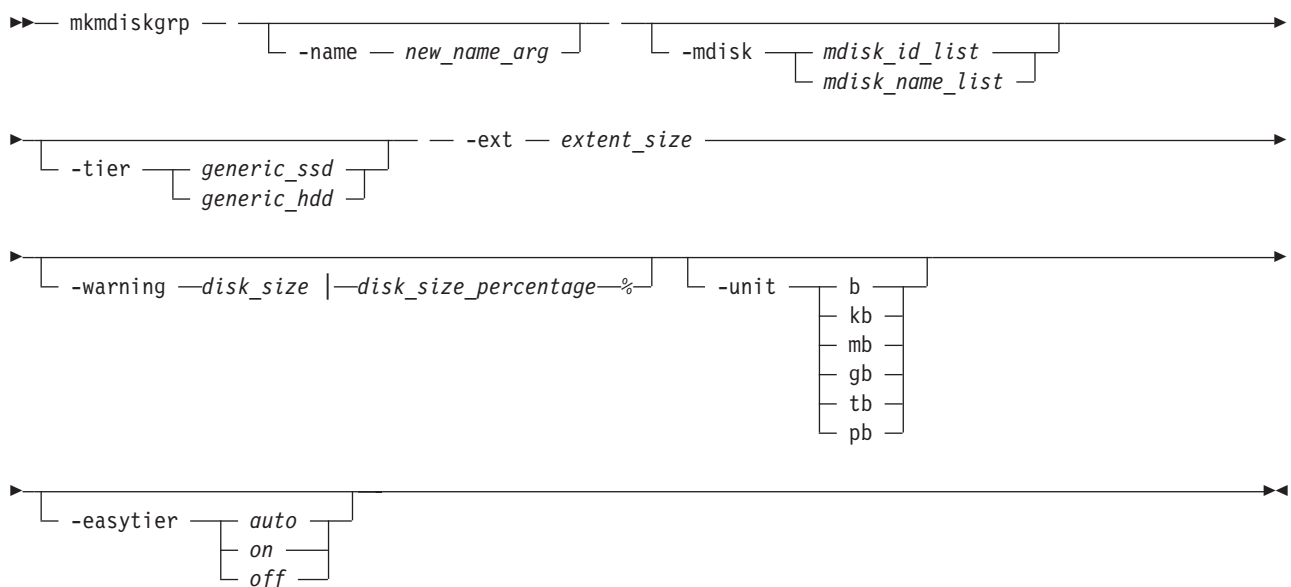 mkmdiskgrp
-name new_name_arg
-mdisk mdisk_id_list
mdisk_name_list
-tier generic_ssd
generic_hdd
-ext extent_size
-warning disk_size | disk_size_percentage %
-unit b
kb
mb
gb
tb
pb
-easytier auto
on
off